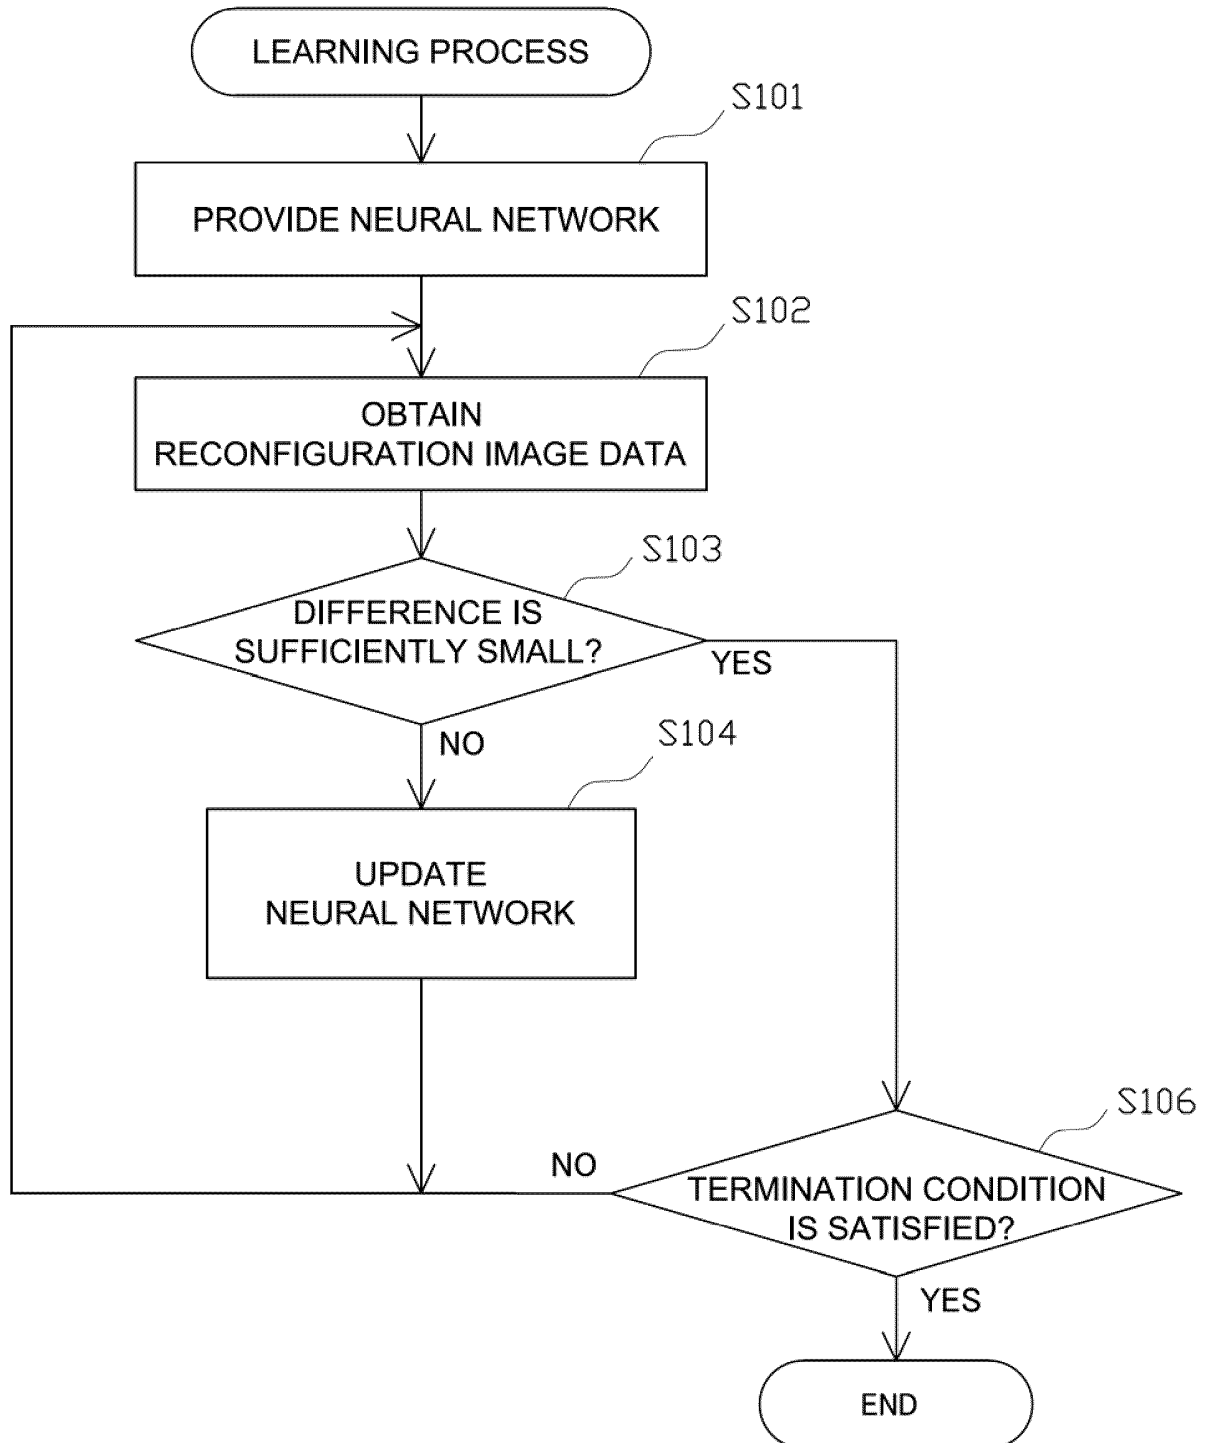 LEARNING PROCESS
S101
PROVIDE NEURAL NETWORK
S102
OBTAIN
RECONFIGURATION IMAGE DATA
S103
DIFFERENCE IS
SUFFICIENTLY SMALL?
YES
NO
S104
UPDATE
NEURAL NETWORK
S106
NO
TERMINATION CONDITION
IS SATISFIED?
YES
END